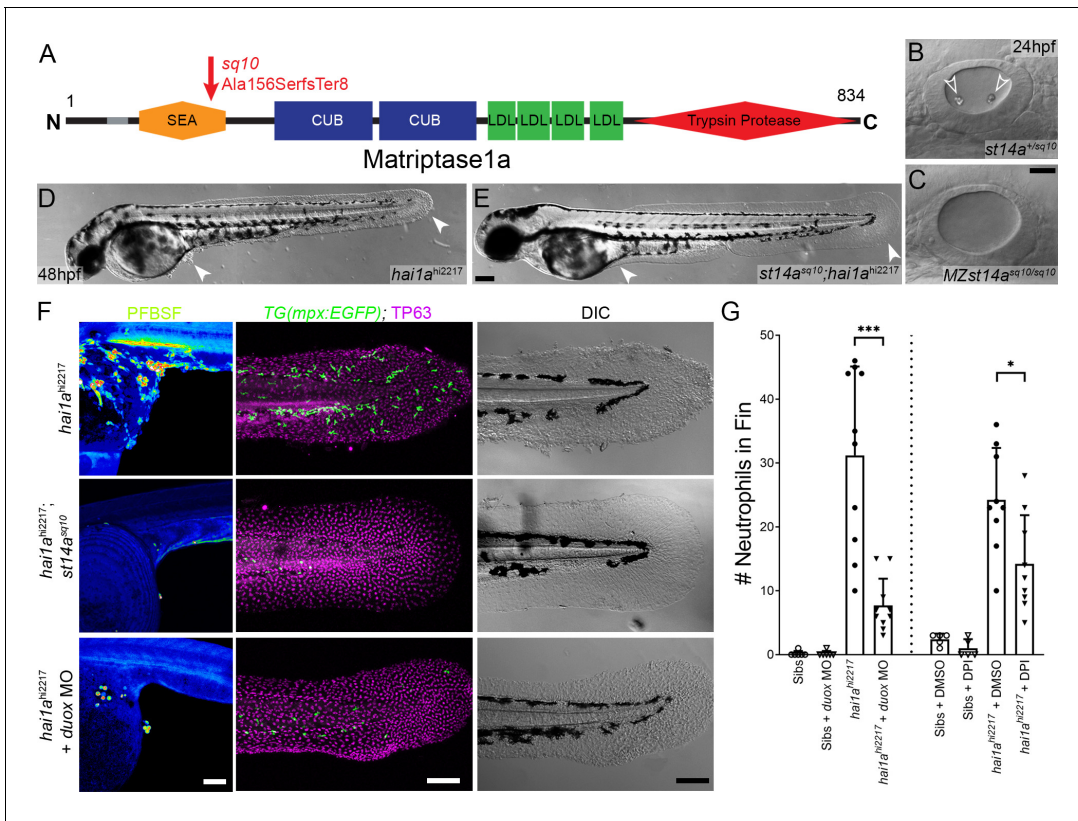 A
sq10
Ala156SerfsTer8
1
834
N
SEA
CUB
CUB
LDL
LDL
LDL
LDL
Trypsin Protease
C
Matriptase1a
B
24hpf
st14a+/sq10
C
MZst14asq10/sq10
D
48hpf
hai1ahi2217
E
st14asq10;hai1ahi2217
F
PFBSF
TG(mpx:EGFP); TP63
DIC
hai1ahi2217
hai1ahi2217;
st14asq10
hai1ahi2217
+ duox MO
G
# Neutrophils in Fin
50
40
30
20
10
0
***
*
Sibs
Sibs + duox MO
hai1ahi2217
hai1ahi2217 + duox MO
Sibs + DMSO
Sibs + DPI
hai1ahi2217 + DMSO
hai1ahi2217 + DPI